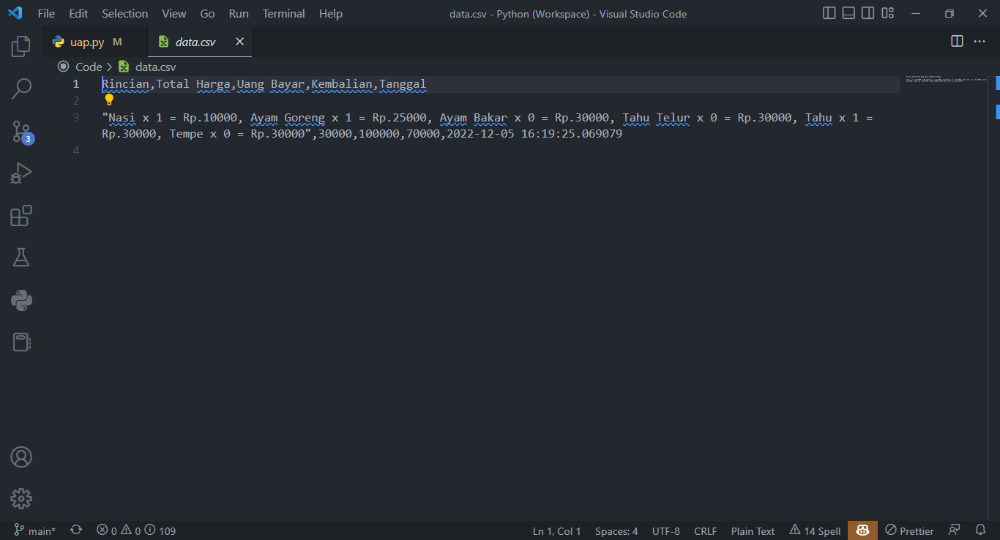 File Edit Selection View Go Run Terminal Help data.csv - Python (Workspace) - Visual Studio Code
uap.py M data.csv
Code > data.csv
1 Rincian,Total Harga,Uang Bayar,Kembalian,Tanggal
2
3 "Nasi x 1 = Rp.10000, Ayam Goreng x 1 = Rp.25000, Ayam Bakar x 0 = Rp.30000, Tahu Telur x 0 = Rp.30000, Tahu x 1 =
Rp.30000, Tempe x 0 = Rp.30000",30000,100000,70000,2022-12-05 16:19:25.069079
4
3
main* 0 0 109 Ln 1, Col 1 Spaces: 4 UTF-8 CRLF Plain Text 14 Spell Prettier